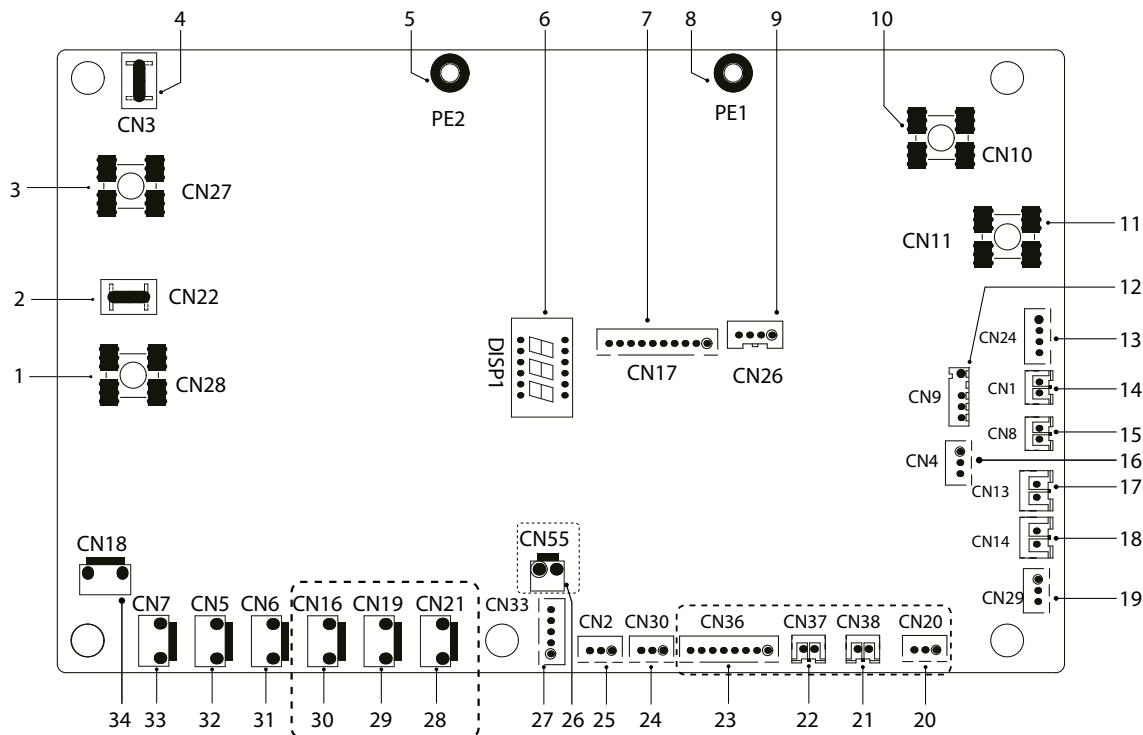 4 5 6 7 8 9 10
CN3 PE2 PE1
CN10
3 CN27
11
CN11
12
2 CN22
CN24 13
DISP1
CN17 CN26
1 CN28
CN9 CN1 14
CN8 15
CN4 16
CN13 17
CN18 CN55 CN14 18
CN7 CN5 CN6 CN16 CN19 CN21 CN33 CN2 CN30 CN36 CN37 CN38 CN20 CN29 19
34 33 32 31 30 29 28 27 26 25 24 23 22 21 20